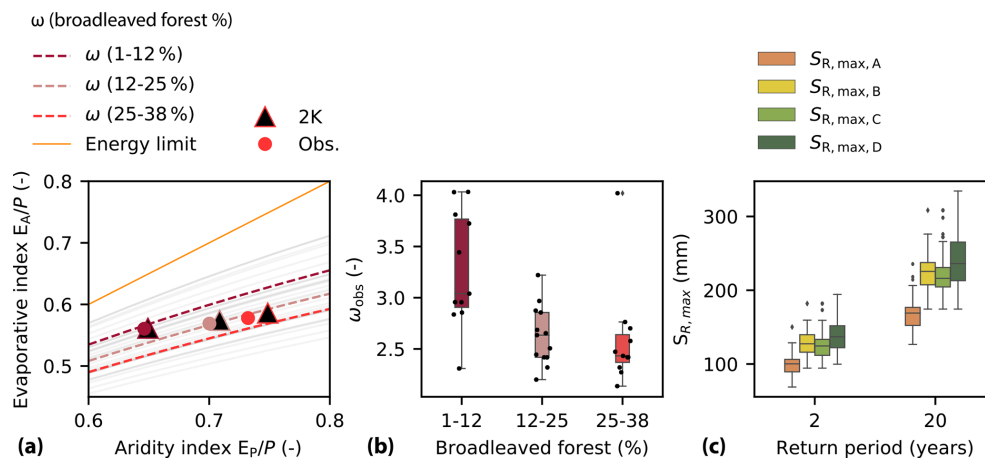 ω (broadleaved forest %)
ω (1-12 %)
ω (12-25 %)
ω (25-38 %)
Energy limit
2K
Obs.
S_R, max, A
S_R, max, B
S_R, max, C
S_R, max, D
Evaporative index E_A/P (-)
0.8
0.7
0.6
0.5
0.6
0.7
0.8
Aridity index E_P/P (-)
(a)
ω_obs (-)
4.0
3.5
3.0
2.5
1-12
12-25
25-38
Broadleaved forest (%)
(b)
S_R, max (mm)
300
200
100
2
20
Return period (years)
(c)